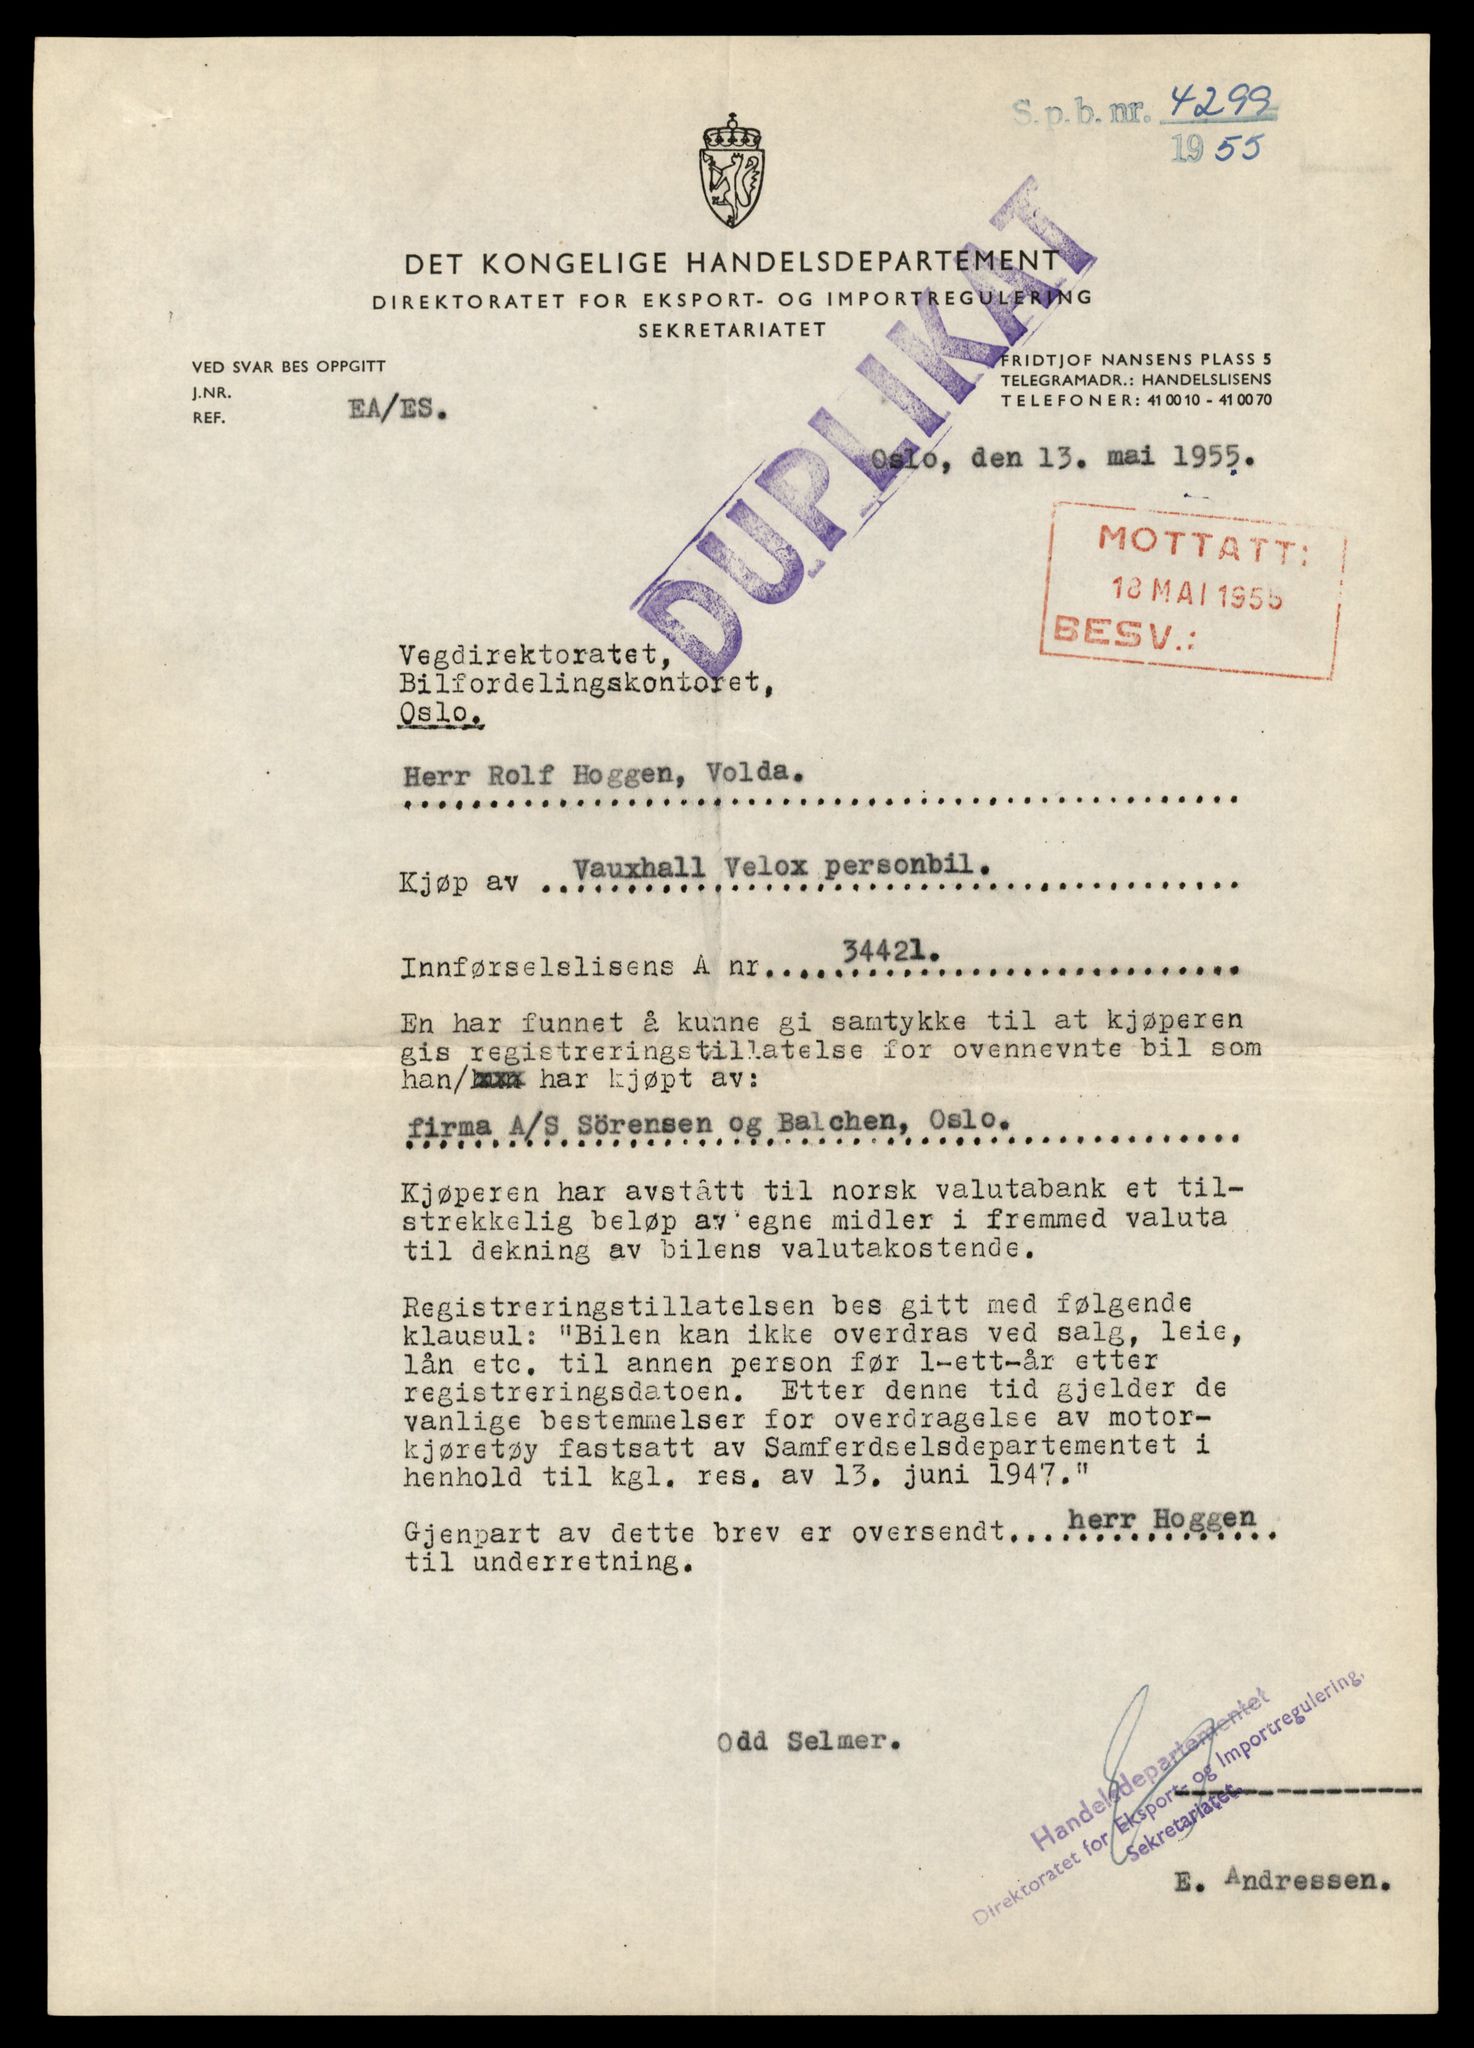 S.p.b. nr. 4299
1955
DET KONGELIGE HANDELSDEPARTEMENT
DIREKTORATET FOR EKSPORT- OG IMPORTREGULERING
SEKRETARIATET
VED SVAR BES OPPGITT
J.NR.
REF. EA/ES.
FRIDTJOF NANSENS PLASS 5
TELEGRAMADR.: HANDELSLISENS
TELEFONER: 41 00 10 - 41 00 70
DUPLIKAT
Oslo, den 13. mai 1955.
MOTTATT:
18 MAI 1955
BESV.:
Vegdirektoratet,
Bilfordelingskontoret,
Oslo.
Herr Rolf Hoggen, Volda.
Kjøp av Vauxhall Velox personbil.
Innførselslisens A nr. 34421.
En har funnet å kunne gi samtykke til at kjøperen
gis registreringstillatelse for ovennevnte bil som
han/hun har kjøpt av:
firma A/S Sörensen og Balchen, Oslo.
Kjøperen har avstått til norsk valutabank et til-
strekkelig beløp av egne midler i fremmed valuta
til dekning av bilens valutakostende.
Registreringstillatelsen bes gitt med følgende
klausul: "Bilen kan ikke overdras ved salg, leie,
lån etc. til annen person før 1-ett-år etter
registreringsdatoen. Etter denne tid gjelder de
vanlige bestemmelser for overdragelse av motor-
kjøretøy fastsatt av Samferdselsdepartementet i
henhold til kgl. res. av 13. juni 1947."
Gjenpart av dette brev er oversendt....herr Hoggen
til underretning.
Odd Selmer.
Handelsdepartementet
Direktoratet for Eksport- og Importregulering.
Sekretariatet.
E. Andressen.